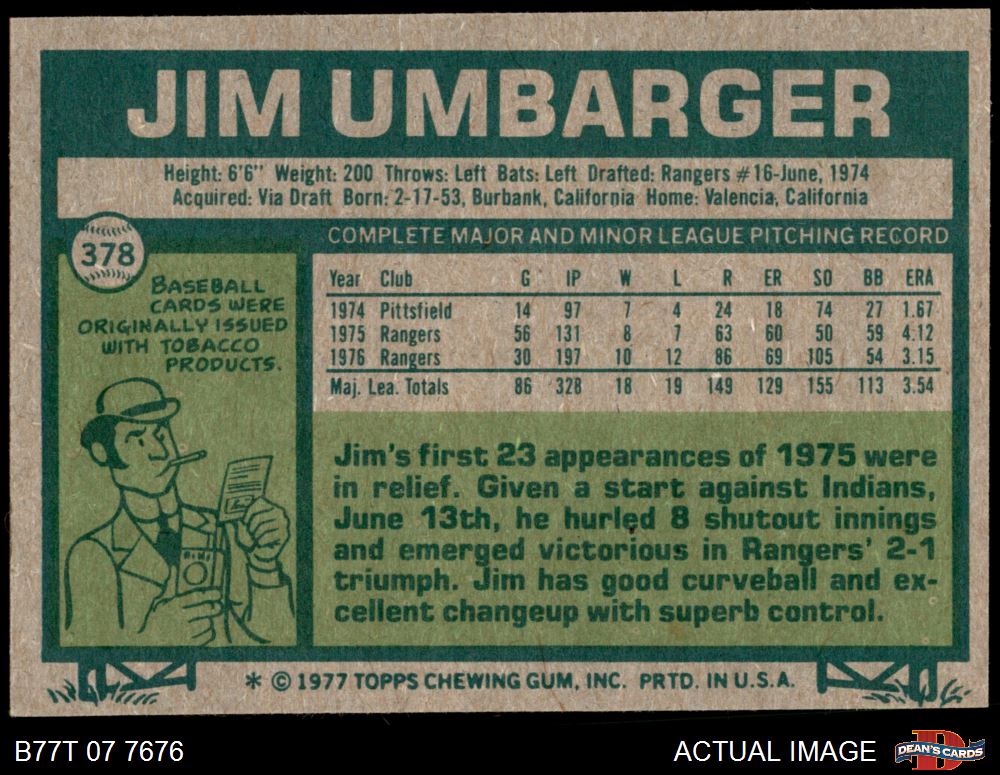 JIM UMBARGER
Height: 6'6" Weight: 200 Throws: Left Bats: Left Drafted: Rangers #16-June, 1974
Acquired: Via Draft Born: 2-17-53, Burbank, California Home: Valencia, California
378
BASEBALL
CARDS WERE
ORIGINALLY ISSUED
WITH TOBACCO
PRODUCTS.
COMPLETE MAJOR AND MINOR LEAGUE PITCHING RECORD
Year Club G IP W L R ER SO BB ERA
1974 Pittsfield 14 97 7 4 24 18 74 27 1.67
1975 Rangers 56 131 8 7 63 60 50 59 4.12
1976 Rangers 30 197 10 12 86 69 105 54 3.15
Maj. Lea. Totals 86 328 18 19 149 129 155 113 3.54
Jim's first 23 appearances of 1975 were
in relief. Given a start against Indians,
June 13th, he hurled 8 shutout innings
and emerged victorious in Rangers' 2-1
triumph. Jim has good curveball and ex-
cellent changeup with superb control.
* © 1977 TOPPS CHEWING GUM, INC. PRTD. IN U.S.A.
B77T 07 7676
ACTUAL IMAGE
DEAN'S CARDS